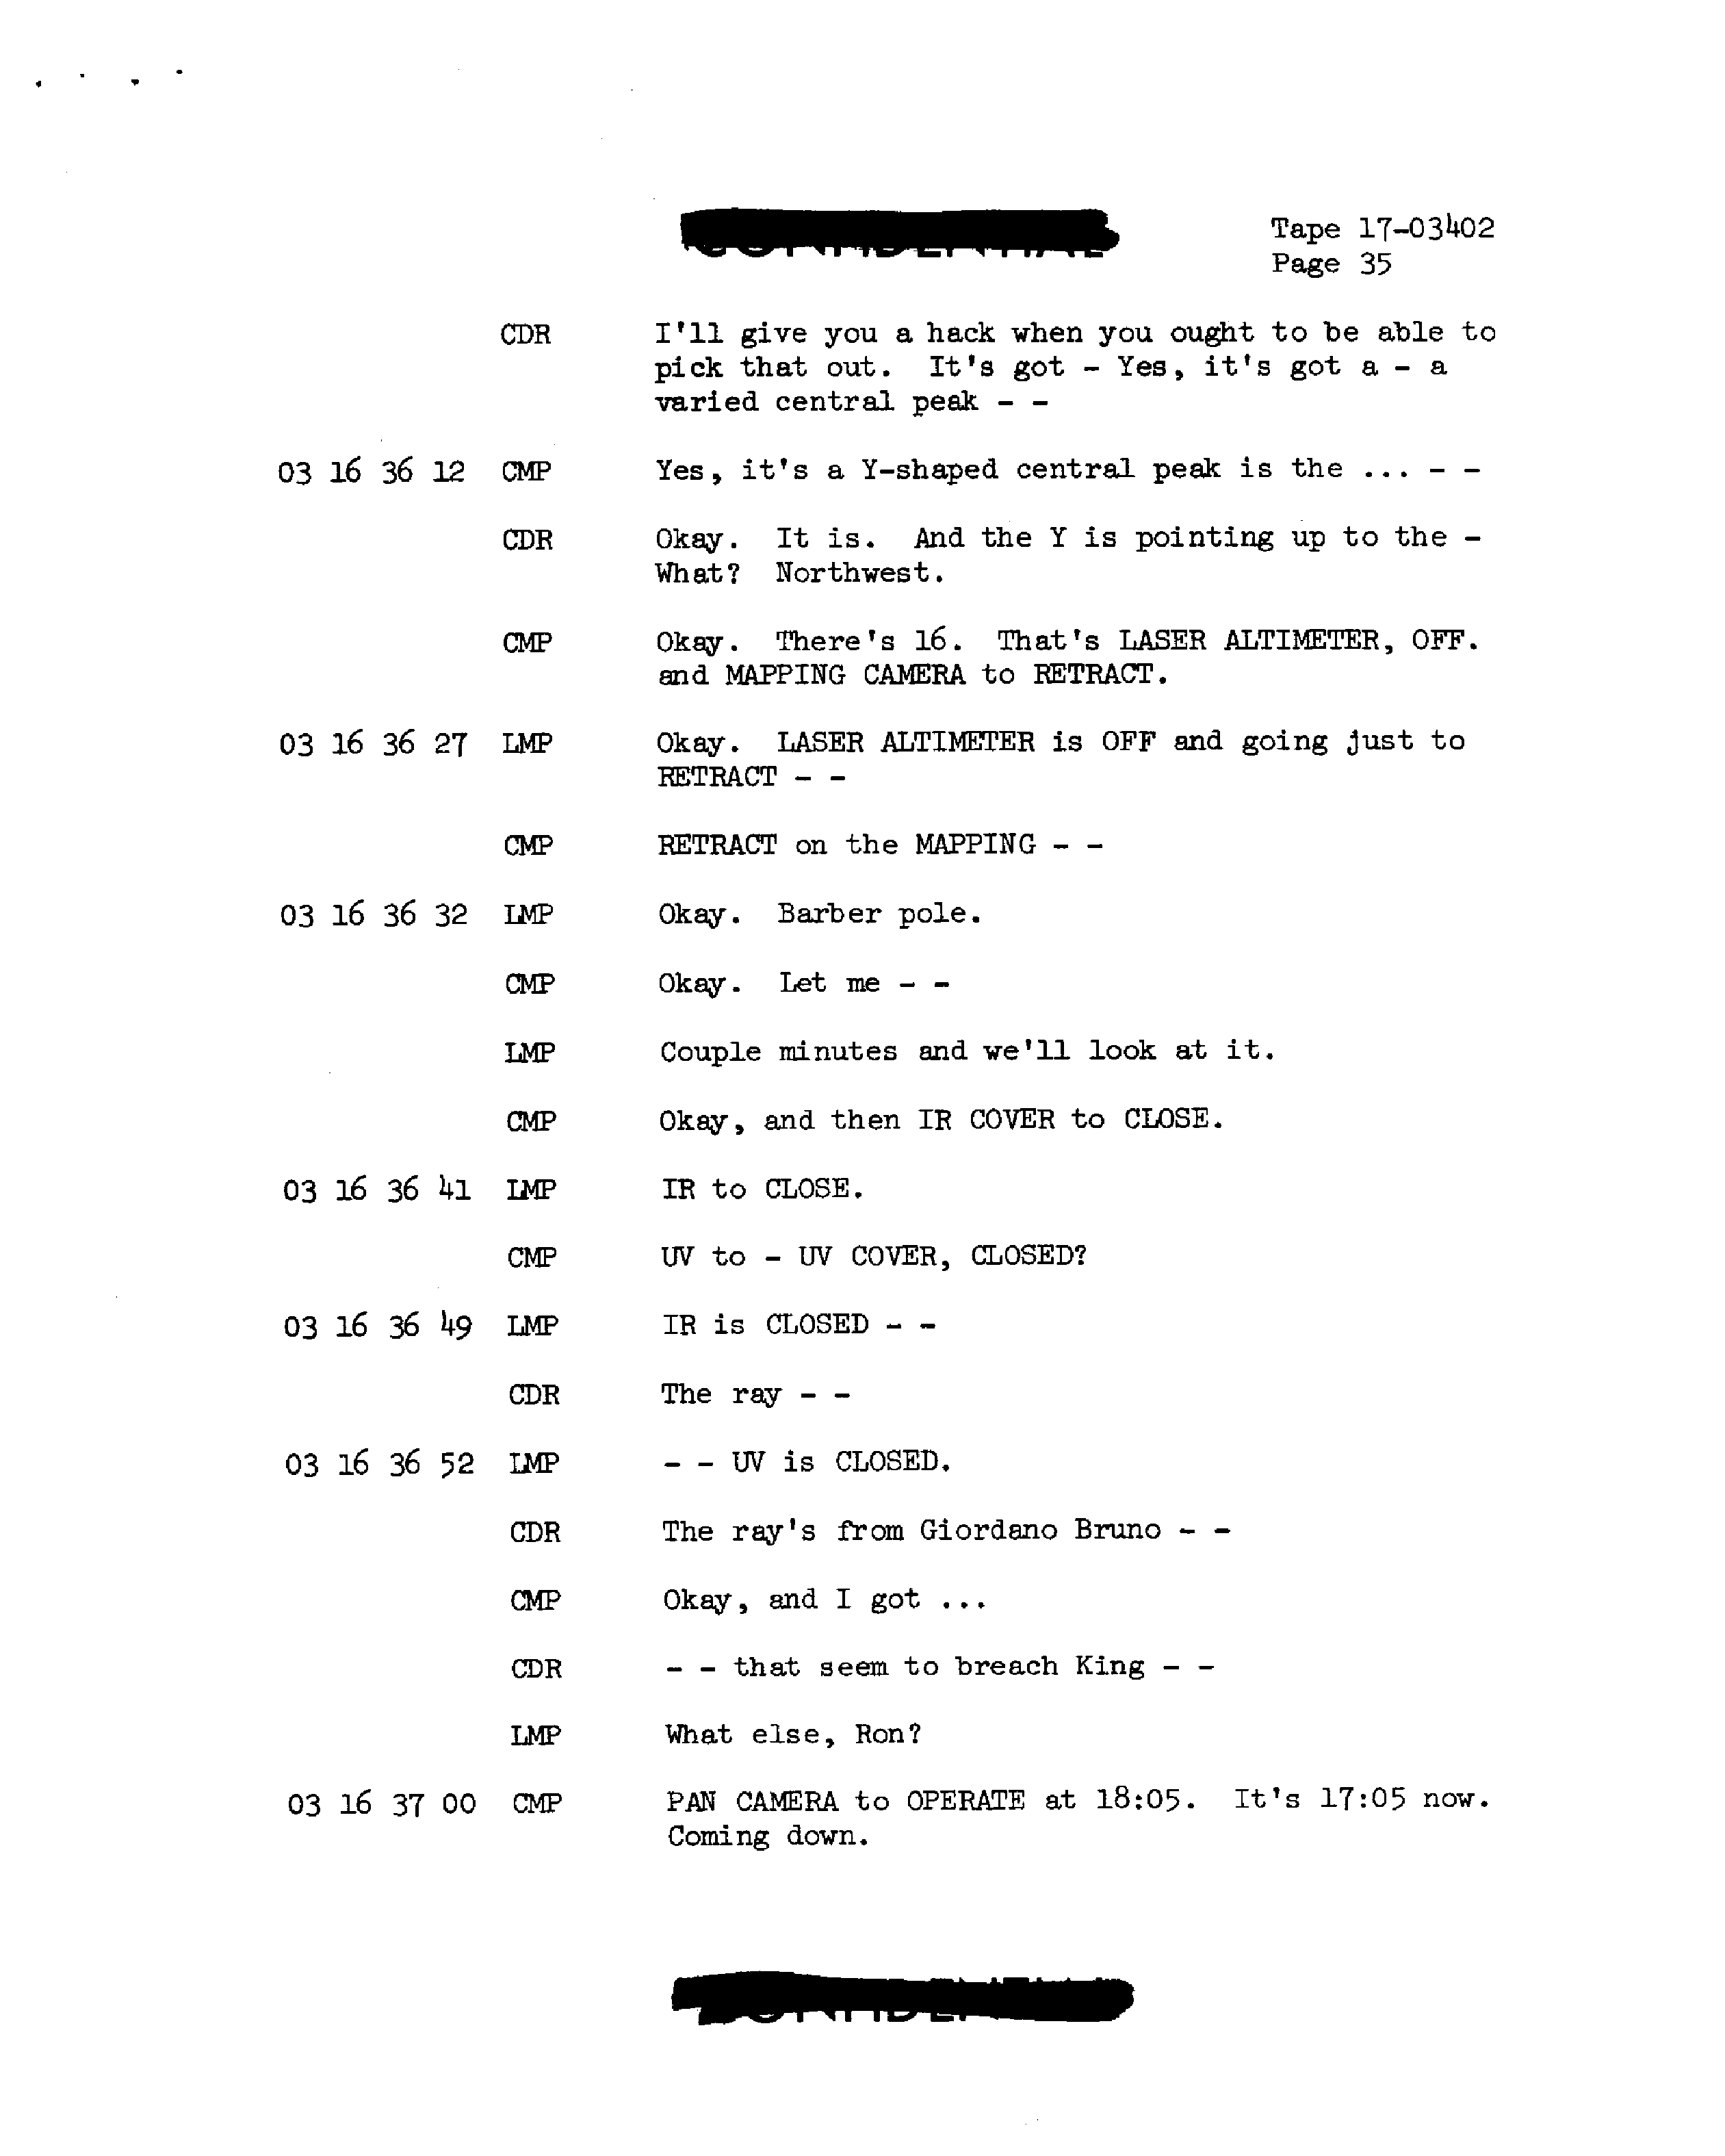 Tape 17-03402
Page 35
CDR I'll give you a hack when you ought to be able to
pick that out. It's got - Yes, it's got a - a
varied central peak - -
03 16 36 12 CMP Yes, it's a Y-shaped central peak is the ... - -
CDR Okay. It is. And the Y is pointing up to the -
What? Northwest.
CMP Okay. There's 16. That's LASER ALTIMETER, OFF.
and MAPPING CAMERA to RETRACT.
03 16 36 27 LMP Okay. LASER ALTIMETER is OFF and going just to
RETRACT - -
CMP RETRACT on the MAPPING - -
03 16 36 32 LMP Okay. Barber pole.
CMP Okay. Let me - -
LMP Couple minutes and we'll look at it.
CMP Okay, and then IR COVER to CLOSE.
03 16 36 41 LMP IR to CLOSE.
CMP UV to - UV COVER, CLOSED?
03 16 36 49 LMP IR is CLOSED - -
CDR The ray - -
03 16 36 52 LMP - - UV is CLOSED.
CDR The ray's from Giordano Bruno - -
CMP Okay, and I got ...
CDR - - that seem to breach King - -
LMP What else, Ron?
03 16 37 00 CMP PAN CAMERA to OPERATE at 18:05. It's 17:05 now.
Coming down.